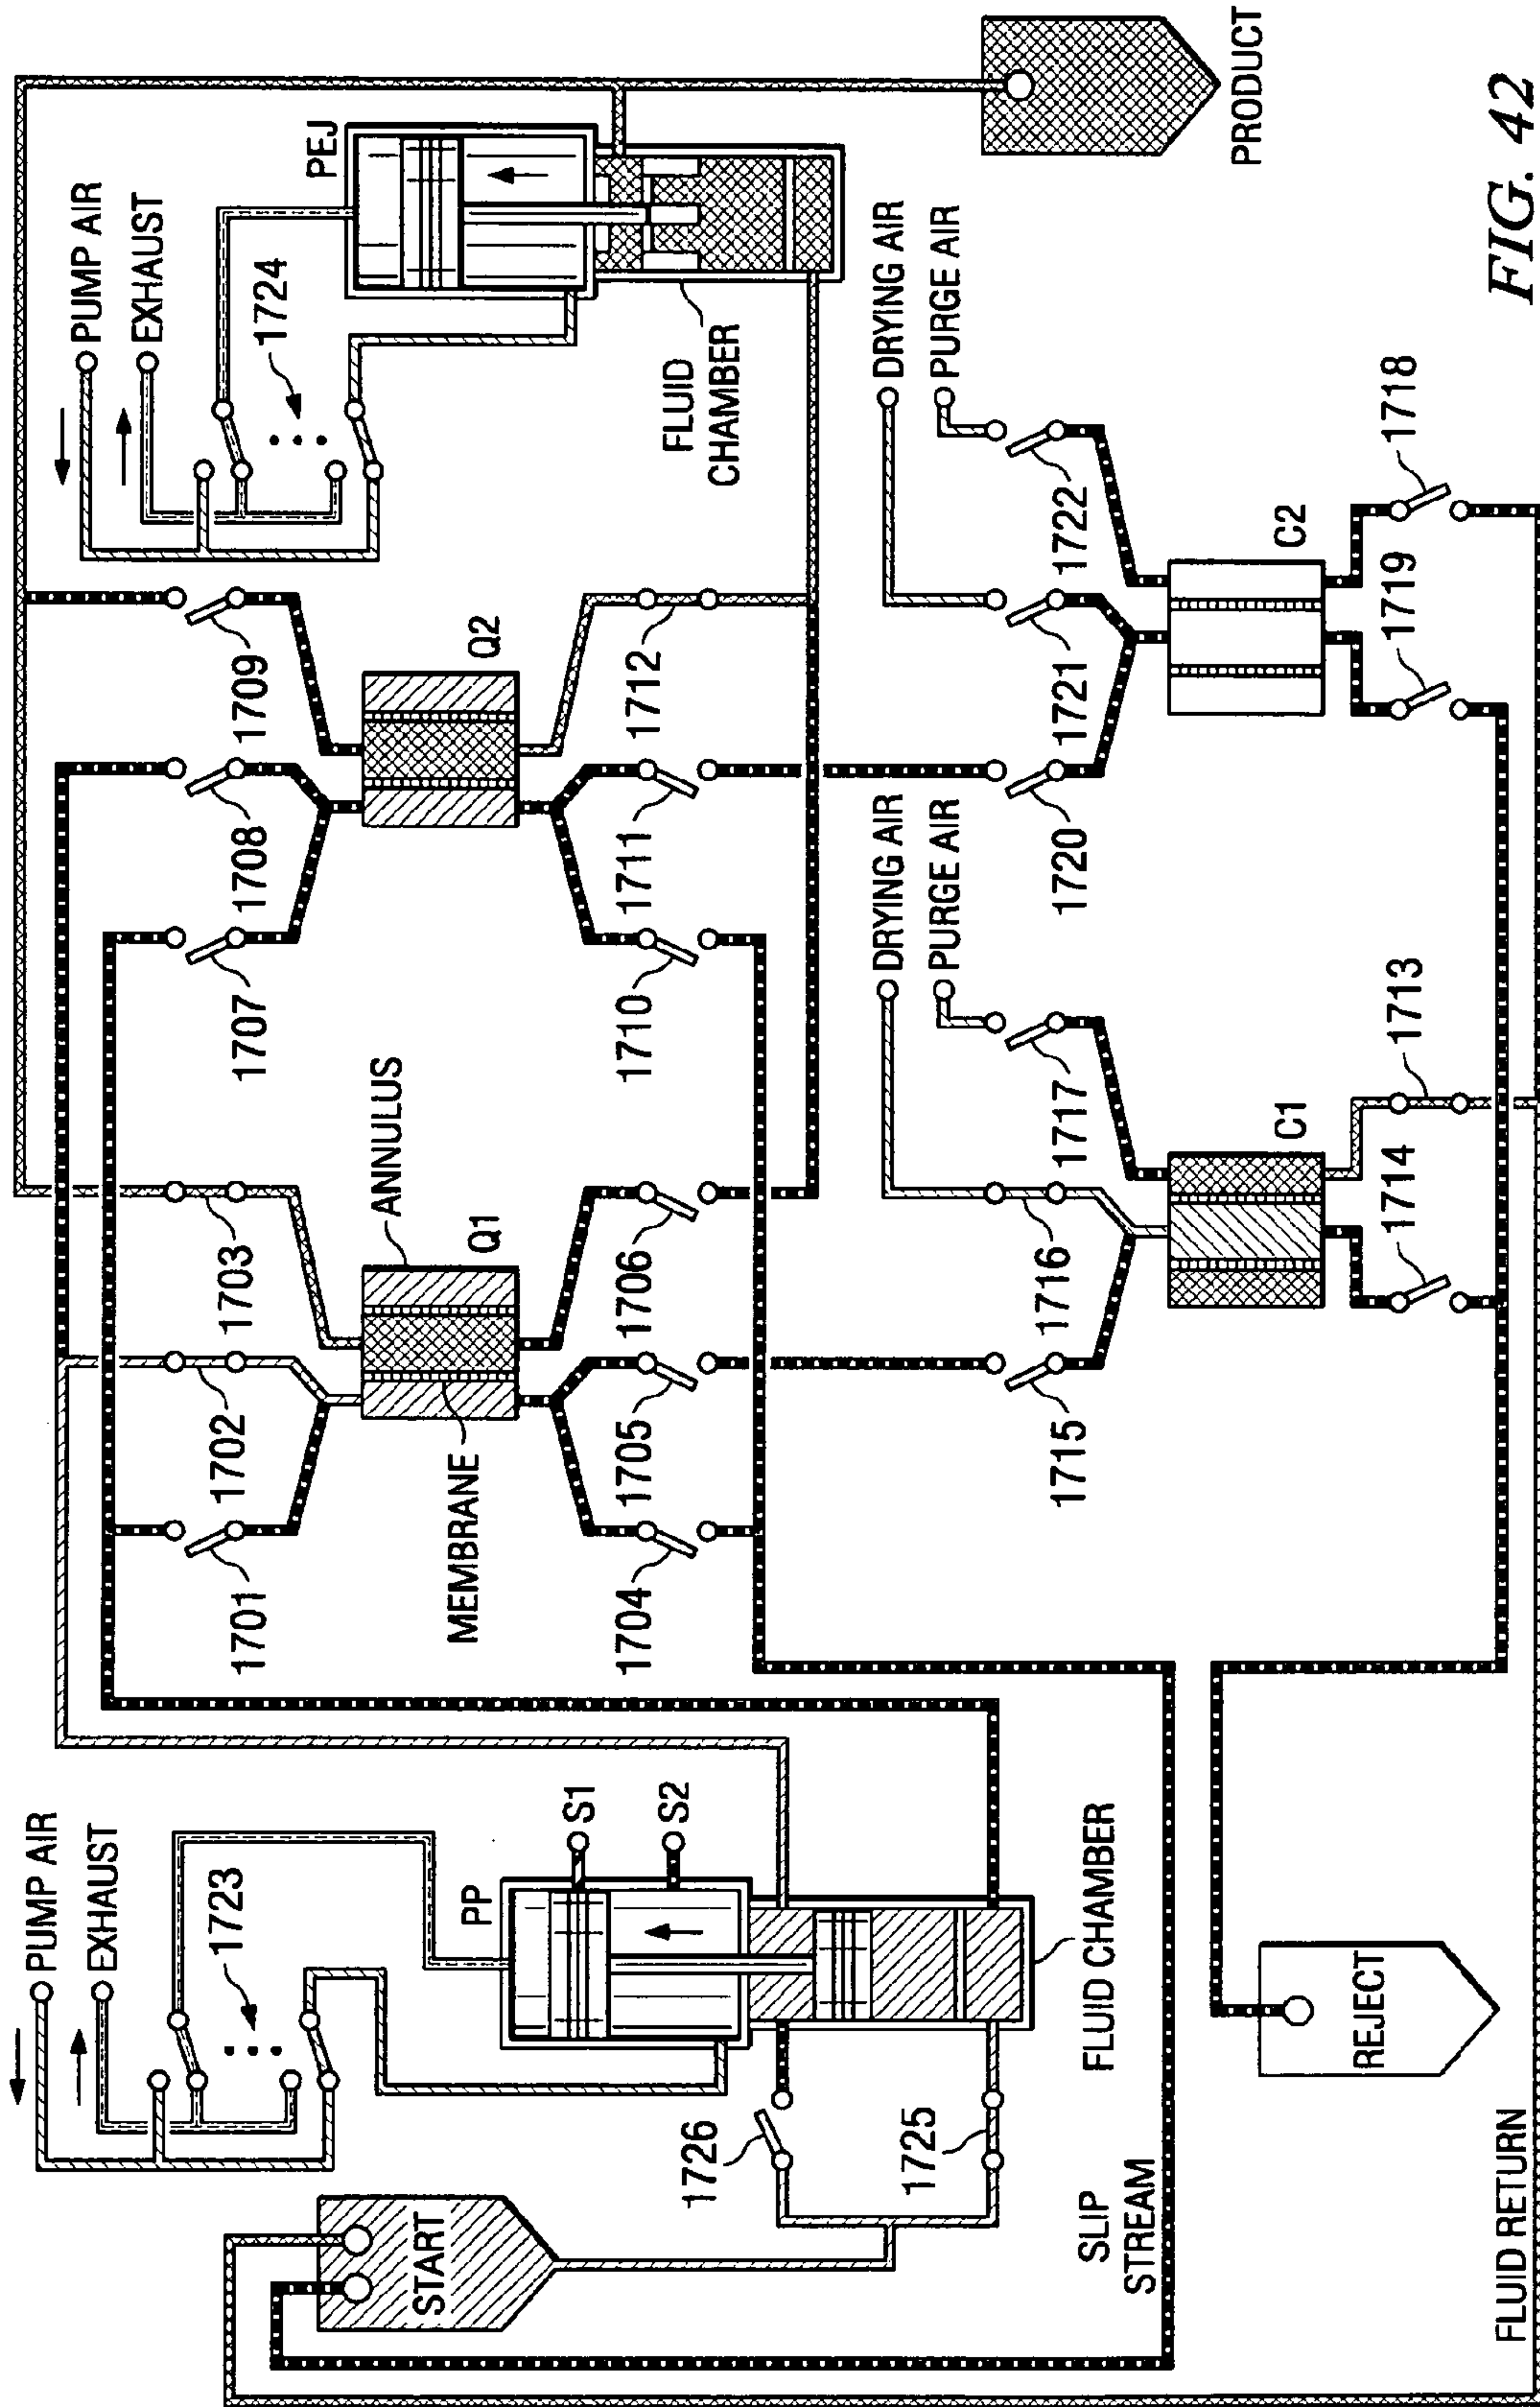 PUMP AIR
EXHAUST
1723
PP
S1
S2
START
1726
1725
FLUID CHAMBER
SLIP
STREAM
REJECT
FLUID RETURN
1701
1702
1703
MEMBRANE
ANNULUS
Q1
1704
1705
1706
1707
1708
1709
Q2
1710
1711
1712
PUMP AIR
EXHAUST
1724
PEJ
FLUID
CHAMBER
PRODUCT
DRYING AIR
PURGE AIR
1715
1716
1717
C1
1714
1713
DRYING AIR
PURGE AIR
1720
1721
1722
C2
1719
1718
FIG. 42